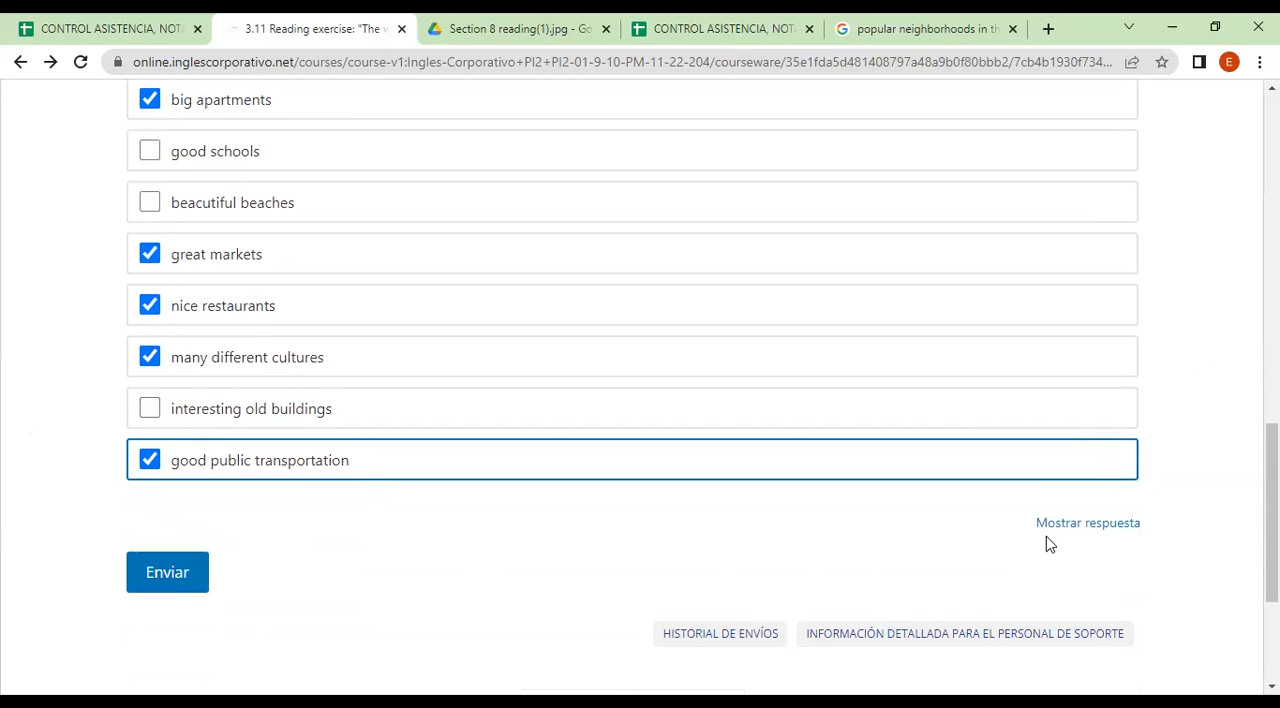 CONTROL ASISTENCIA, NOTA
3.11 Reading exercise: "The w
Section 8 reading(1).jpg - Go
CONTROL ASISTENCIA, NOT
popular neighborhoods in th
online.inglescorporativo.net/courses/course-v1:Ingles-Corporativo+PI2+PI2-01-9-10-PM-11-22-204/courseware/35e1fda5d481408797a48a9b0f80bbb2/7cb4b1930f734...
E
big apartments
good schools
beacutiful beaches
great markets
nice restaurants
many different cultures
interesting old buildings
good public transportation
Mostrar respuesta
Enviar
HISTORIAL DE ENVÍOS
INFORMACIÓN DETALLADA PARA EL PERSONAL DE SOPORTE